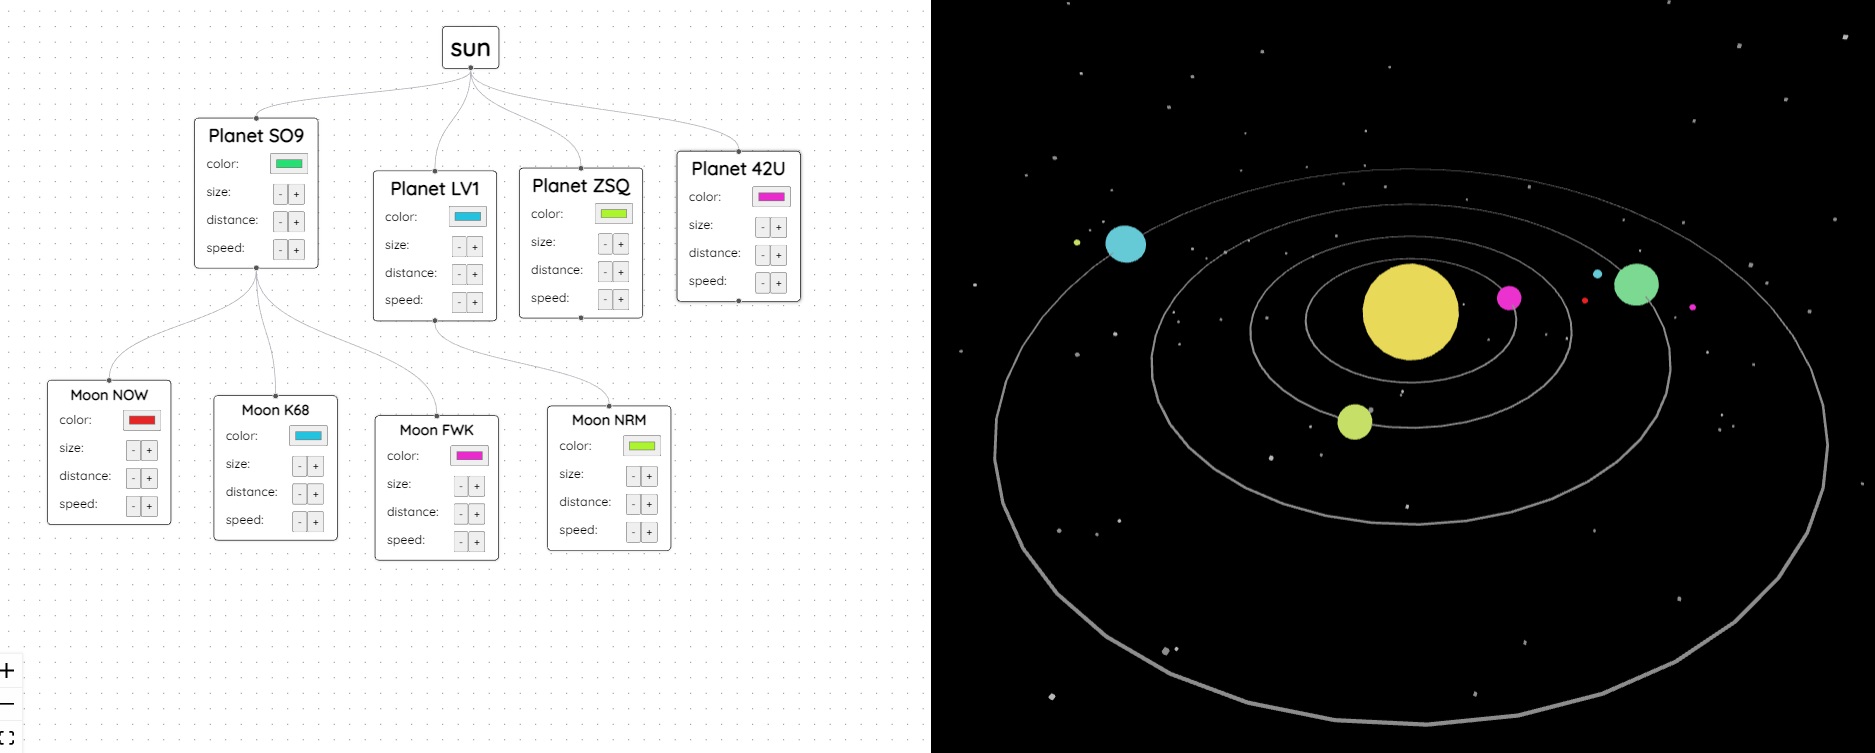 sun
Planet SO9
color:
size: - +
distance: - +
speed: - +
Planet LV1
color:
size: - +
distance: - +
speed: - +
Planet ZSQ
color:
size: - +
distance: - +
speed: - +
Planet 42U
color:
size: - +
distance: - +
speed: - +
Moon NOW
color:
size: - +
distance: - +
speed: - +
Moon K68
color:
size: - +
distance: - +
speed: - +
Moon FWK
color:
size: - +
distance: - +
speed: - +
Moon NRM
color:
size: - +
distance: - +
speed: - +